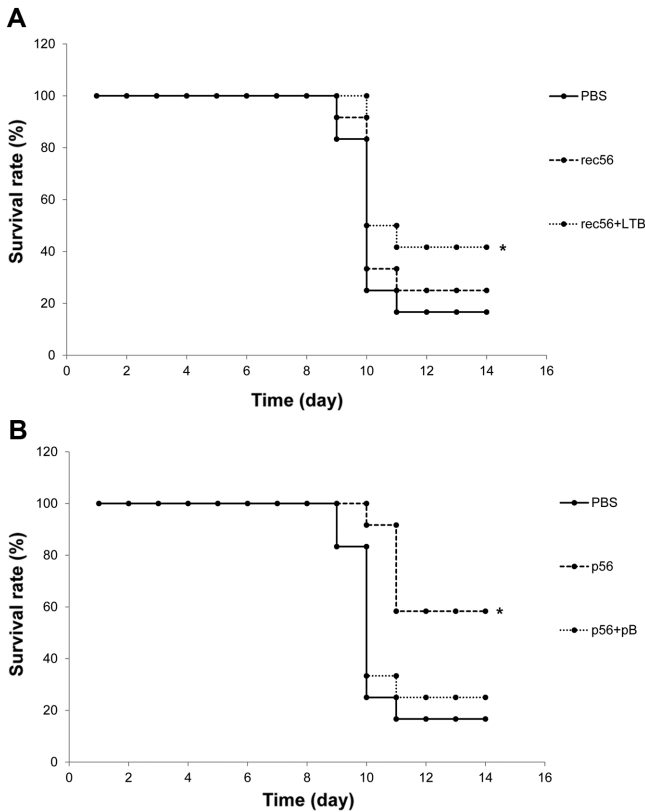 A
120
100
80
60
40
20
0
Survival rate (%)
0 2 4 6 8 10 12 14 16
Time (day)
PBS
rec56
rec56+LTB
*
B
120
100
80
60
40
20
0
Survival rate (%)
0 2 4 6 8 10 12 14 16
Time (day)
PBS
p56
p56+pB
*